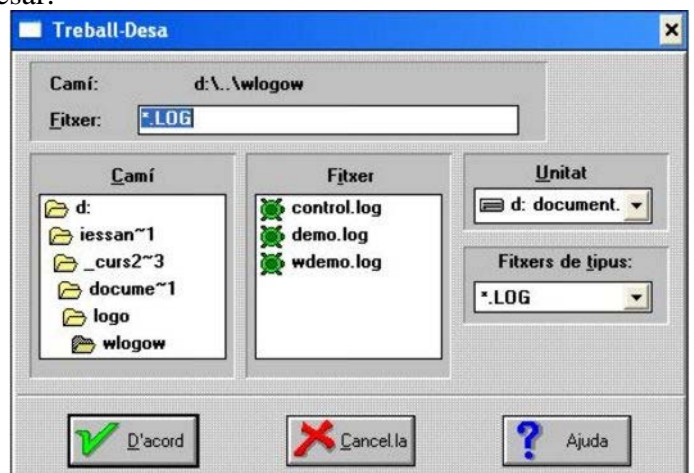 esar.
Treball-Desa
Camí: d:\..\wlogow
Fitxer: *.LOG
Camí
d:
iessan~1
_curs2~3
docume~1
logo
wlogow
Fitxer
control.log
demo.log
wdemo.log
Unitat
d: document.
Fitxers de tipus:
*.LOG
D'acord
Cancel.la
Ajuda